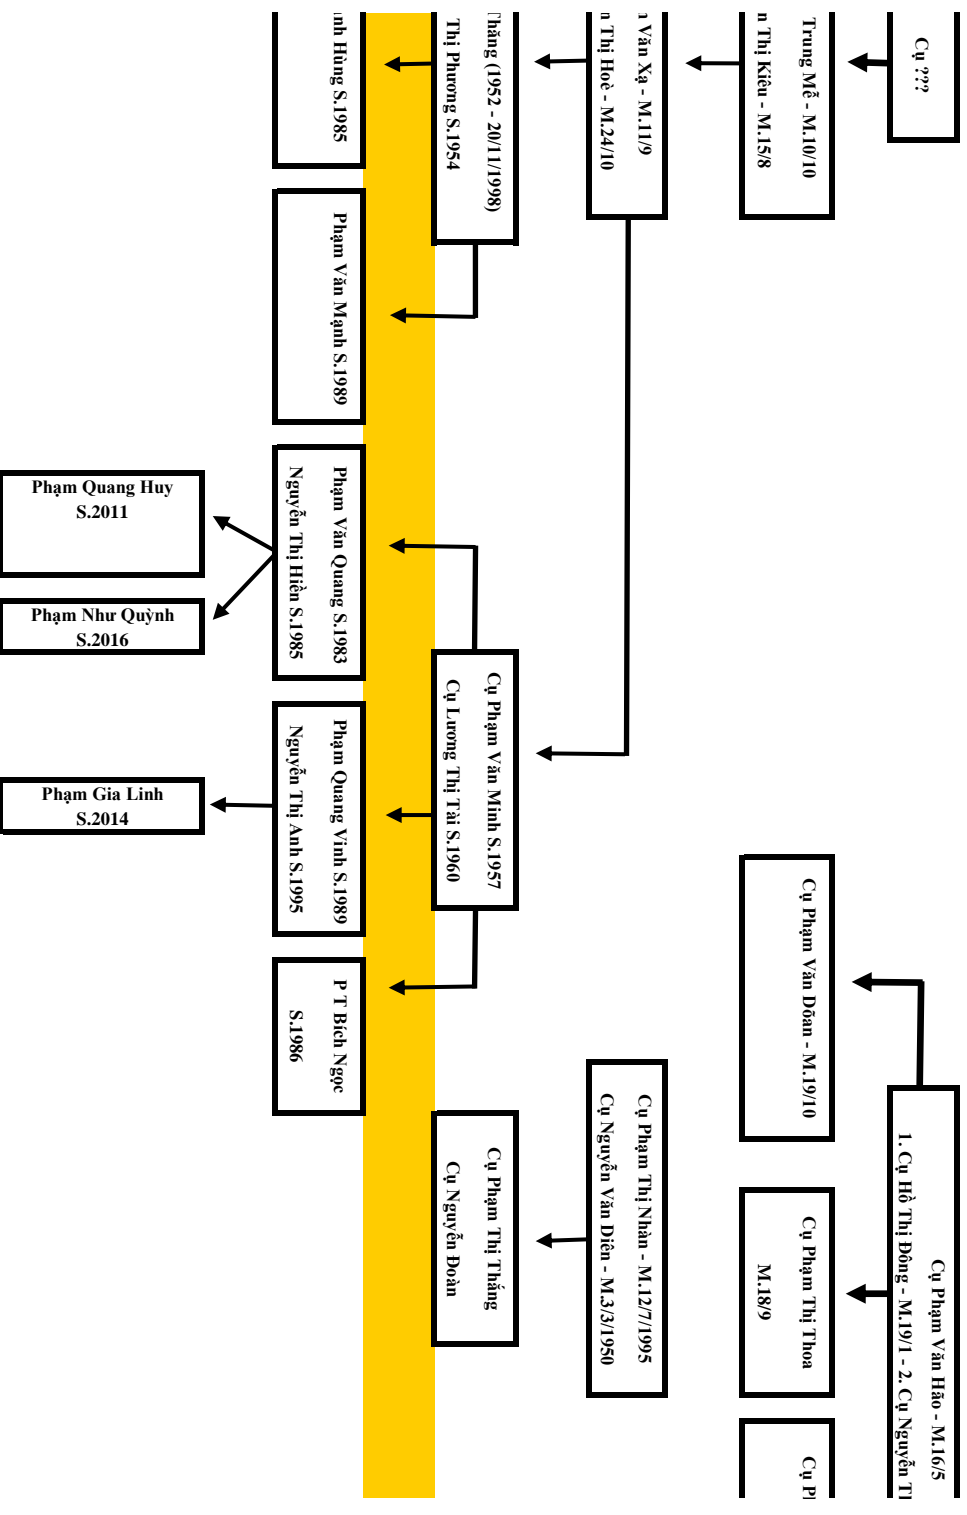 Cụ ???
Trung Mễ - M.10/10
Thị Kiêu - M.15/8
Văn Xạ - M.11/9
Thị Hoè - M.24/10
Thăng (1952 - 20/11/1998)
Thị Phương S.1954
Hùng S.1985
Phạm Văn Mạnh S.1989
Phạm Văn Quang S.1983
Nguyễn Thị Hiền S.1985
Phạm Quang Huy
S.2011
Phạm Như Quỳnh
S.2016
Cụ Phạm Văn Minh S.1957
Cụ Lương Thị Tài S.1960
Phạm Quang Vinh S.1989
Nguyễn Thị Anh S.1995
Phạm Gia Linh
S.2014
P T Bích Ngọc
S.1986
Cụ Phạm Văn Hão - M.16/5
1. Cụ Hồ Thị Đông - M.19/1 - 2. Cụ Nguyễn
Cụ Phạm Văn Dõan - M.19/10
Cụ Phạm Thị Thoa
M.18/9
Cụ
Cụ Phạm Thị Nhàn - M.12/7/1995
Cụ Nguyễn Văn Diên - M.3/3/1950
Cụ Phạm Thị Thắng
Cụ Nguyễn Đoàn